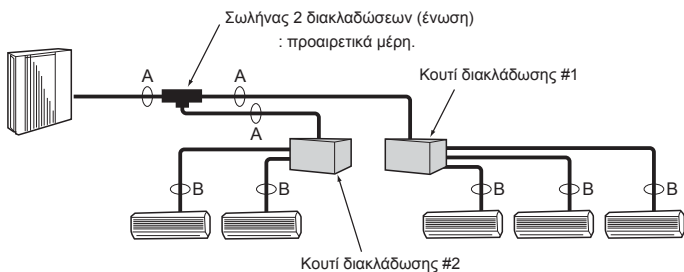 Σωλήνας 2 διακλαδώσεων (ένωση)
: προαιρετικά μέρη.
Κουτί διακλάδωσης #1
A
A
A
B
B
B
B
B
Κουτί διακλάδωσης #2